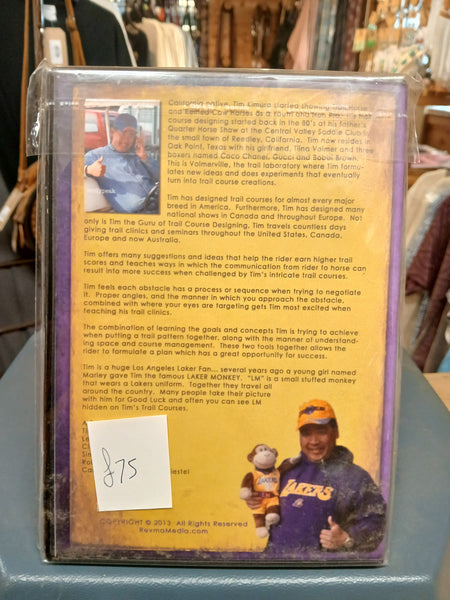 California native, Tim Kimura started showing
and Reined Cow Horses as a Youth and Non Pro. His trail
course designing started back in the 80's at his father's
Quarter Horse Show at the Central Valley Saddle Club in
the small town of Reedley, California. Tim now resides in
Oak Point, Texas with his girlfriend, Tina Volmer and three
boxers named Coco Chanel, Gucci and Bobbi Brown.
This is Volmerville, the trail laboratory where Tim formu-
lates new ideas and does experiments that eventually
turn into trail course creations.
Tim has designed trail courses for almost every major
breed in America. Furthermore, Tim has designed many
national shows in Canada and throughout Europe. Not
only is Tim the Guru of Trail Course Designing, Tim travels countless days
giving trail clinics and seminars throughout the United States, Canada,
Europe and now Australia.
Tim offers many suggestions and ideas that help the rider earn higher trail
scores and teaches ways in which the communication from rider to horse can
result into more success when challenged by Tim's intricate trail courses.
Tim feels each obstacle has a process or sequence when trying to negotiate
it. Proper angles, and the manner in which you approach the obstacle,
combined with where your eyes are targeting gets Tim most excited when
teaching his trail clinics.
The combination of learning the goals and concepts Tim is trying to achieve
when putting a trail pattern together, along with the manner of understand-
ing space and course management. These two tools together allows the
rider to formulate a plan which has a great opportunity for success.
Tim is a huge Los Angeles Laker Fan... several years ago a young girl named
Marley gave Tim the famous LAKER MONKEY. "LM" is a small stuffed monkey
that wears a Lakers uniform. Together they travel all
around the country. Many people take their picture
with him for Good Luck and often you can see LM
hidden on Tim's Trail Courses.
£75
iestel
LAKERS
COPYRIGHT © 2013 All Rights Reserved
RevmoMedia.com